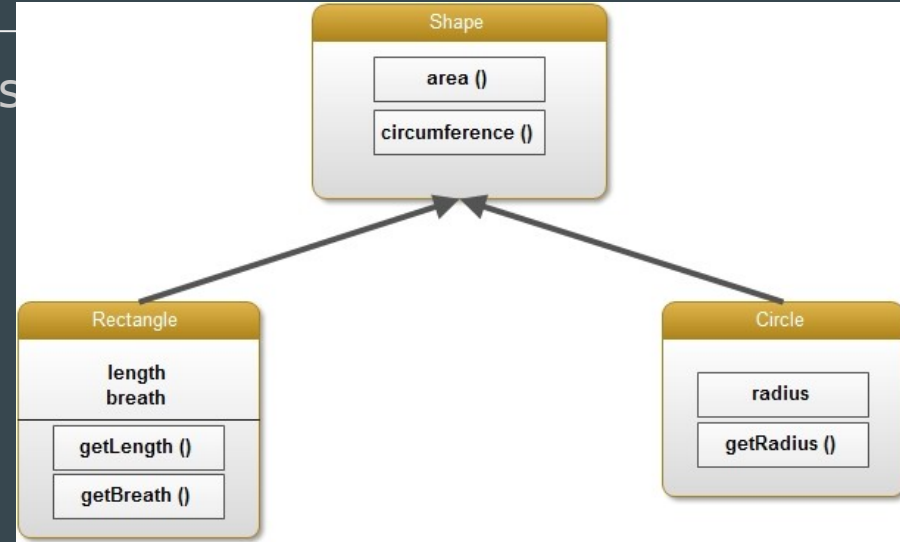 s
Shape
area ()
circumference ()
Rectangle
length
breath
getLength ()
getBreath ()
Circle
radius
getRadius ()